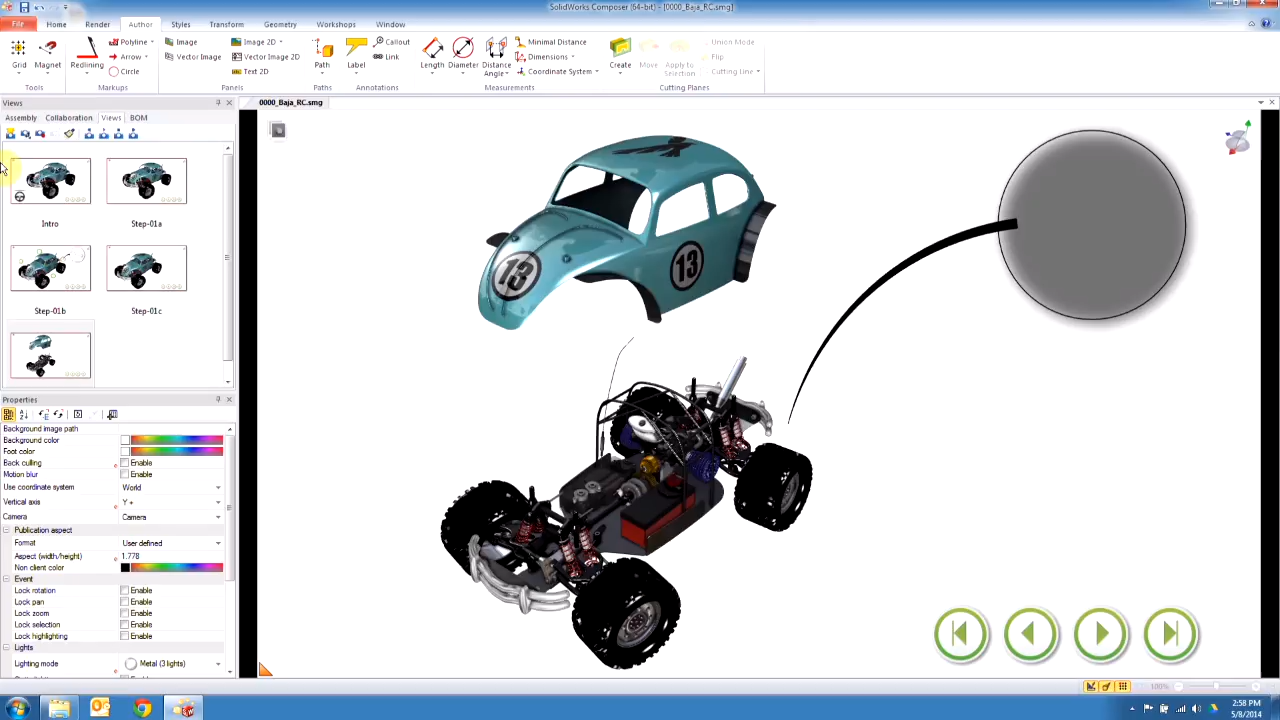 SolidWorks Composer (64-bit) - [0000_Baja_RC.smg]
File Home Render Author Styles Transform Geometry Workshops Window
Polyline Image Image 2D Callout Minimal Distance Union Mode
Arrow Vector Image Vector Image 2D Link Dimensions Flip
Grid Magnet Redlining Circle Text 2D Path Label Length Diameter Distance Angle Coordinate System Create Move Apply to Selection Cutting Line
Tools Markups Panels Paths Annotations Measurements Cutting Planes
Views 0000_Baja_RC.smg
Assembly Collaboration Views BOM
Intro Step-01a
Step-01b Step-01c
13 13
Properties
Background image path
Background color
Foot color
Back culling Enable
Motion blur Enable
Use coordinate system World
Vertical axis Y +
Camera Camera
Publication aspect
Format User defined
Aspect (width/height) 1.778
Non client color
Event
Lock rotation Enable
Lock pan Enable
Lock zoom Enable
Lock selection Enable
Lock highlighting Enable
Lights
Lighting mode Metal (3 lights)
100%
2:58 PM
5/8/2014